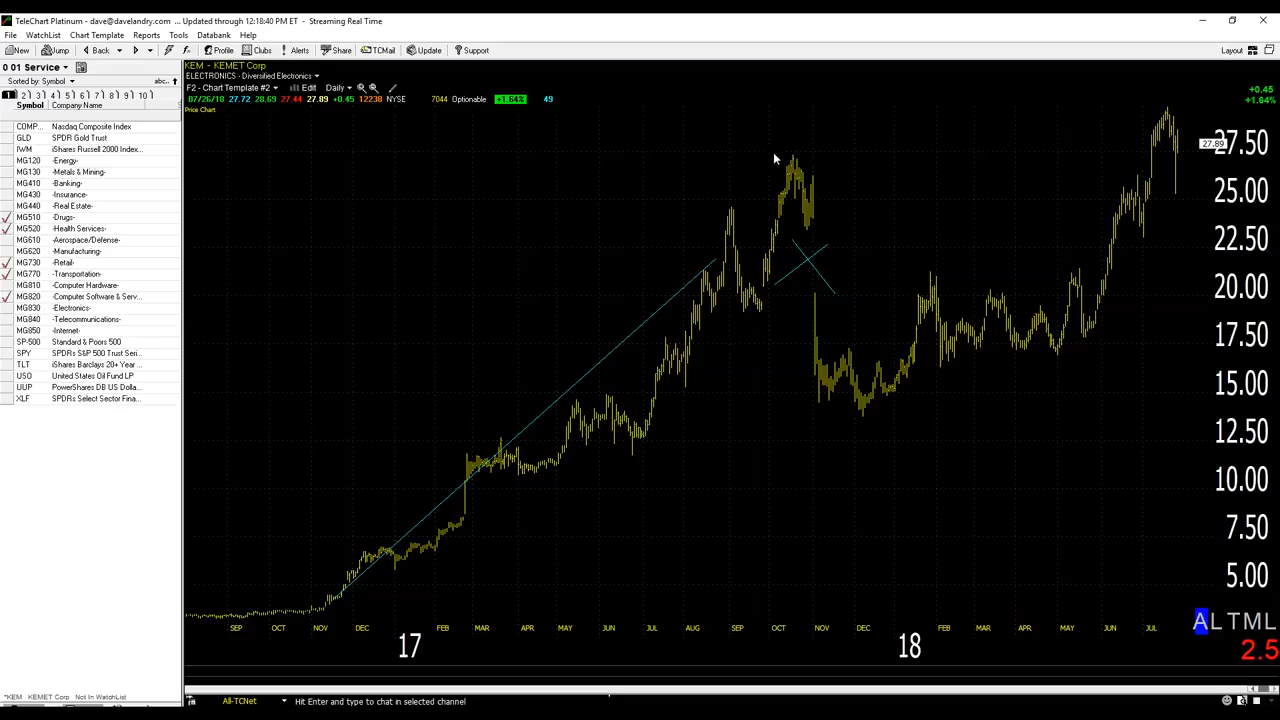 TeleChart Platinum - dave@davelandry.com ... Updated through 12:18:40 PM ET - Streaming Real Time
File WatchList Chart Template Reports Tools Databank Help
New Jump Back Profile Clubs Alerts Share TCMail Update Support Layout
0 01 Service
Sorted by: Symbol abc..
1 2 3 4 5 6 7 8 9 10
Symbol Company Name
COMP... Nasdaq Composite Index
GLD SPDR Gold Trust
IWM iShares Russell 2000 Index...
MG120 -Energy-
MG130 -Metals & Mining-
MG410 -Banking-
MG430 -Insurance-
MG440 -Real Estate-
MG510 -Drugs-
MG520 -Health Services-
MG610 -Aerospace/Defense-
MG620 -Manufacturing-
MG730 -Retail-
MG770 -Transportation-
MG810 -Computer Hardware-
MG820 -Computer Software & Serv...
MG830 -Electronics-
MG840 -Telecommunications-
MG850 -Internet-
SP-500 Standard & Poors 500
SPY SPDRs S&P 500 Trust Seri...
TLT iShares Barclays 20+ Year ...
USO United States Oil Fund LP
UUP PowerShares DB US Dolla...
XLF SPDRs Select Sector Fina...
*KEM KEMET Corp Not In WatchList
KEM - KEMET Corp
ELECTRONICS - Diversified Electronics
F2 - Chart Template #2 Edit Daily
07/26/18 27.72 28.69 27.44 27.89 +0.45 12238 NYSE 7044 Optionable +1.64% 49
Price Chart
+0.45
+1.64%
27.50
27.89
25.00
22.50
20.00
17.50
15.00
12.50
10.00
7.50
5.00
SEP OCT NOV DEC FEB MAR APR MAY JUN JUL AUG SEP OCT NOV DEC FEB MAR APR MAY JUN JUL
17 18
ALTML
2.5
All-TCNet Hit Enter and type to chat in selected channel